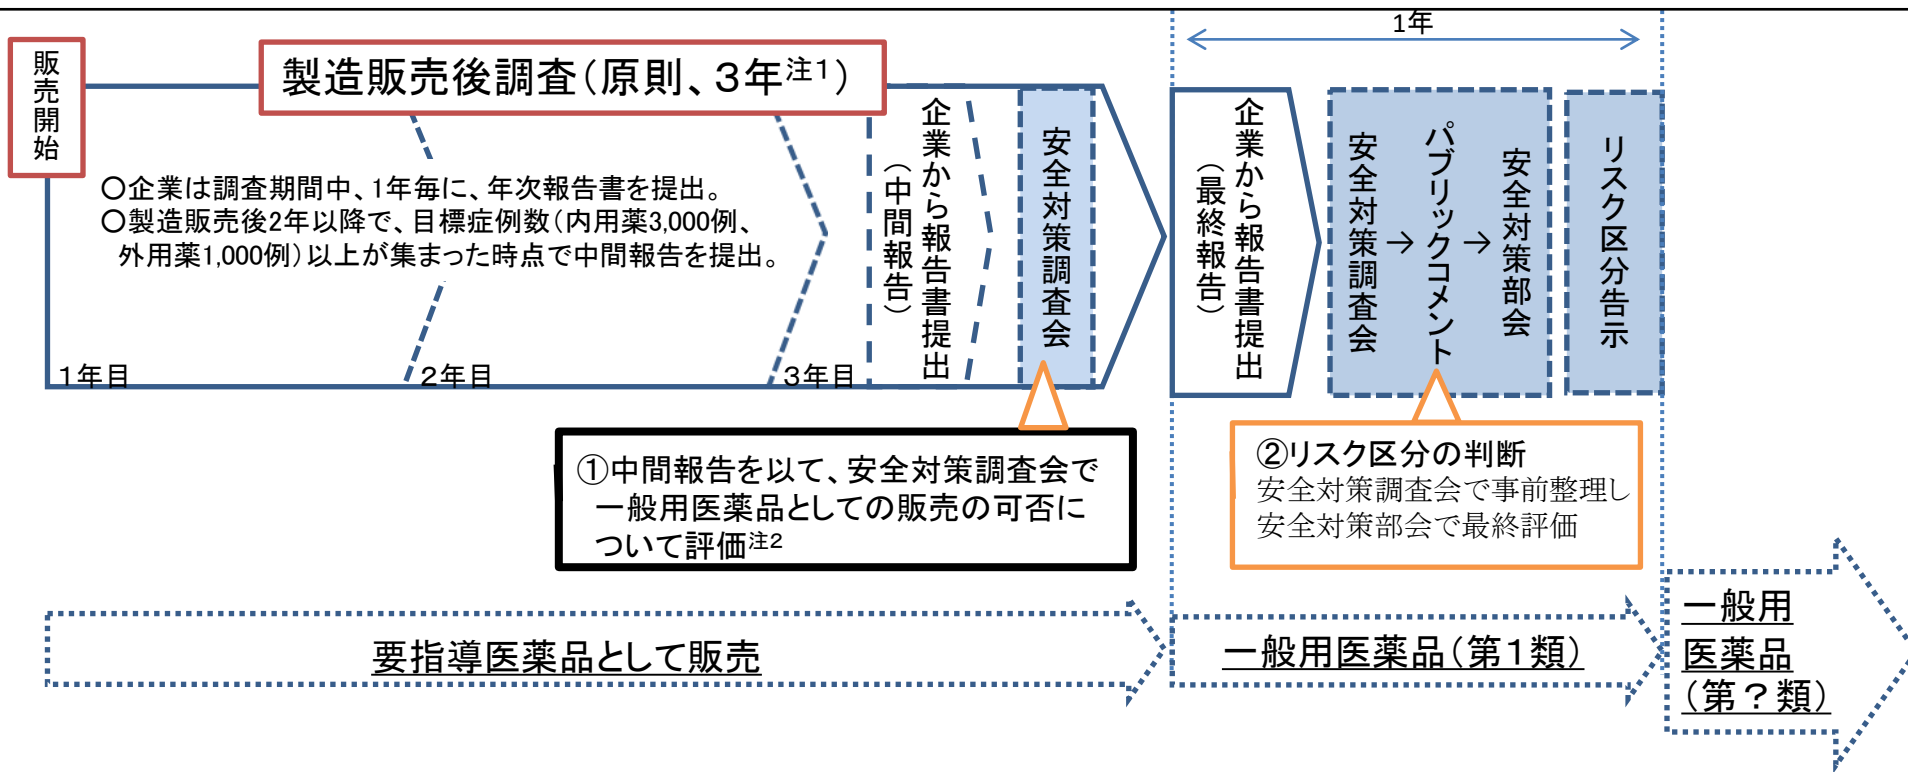 販売開始
製造販売後調査(原則、3年注1)
○企業は調査期間中、1年毎に、年次報告書を提出。
○製造販売後2年以降で、目標症例数(内用薬3,000例、
外用薬1,000例)以上が集まった時点で中間報告を提出。
1年目
2年目
3年目
企業から報告書提出
(中間報告)
安全対策調査会
1年
企業から報告書提出
(最終報告)
安全対策調査会
→
パブリックコメント
→
安全対策部会
リスク区分告示
①中間報告を以て、安全対策調査会で
一般用医薬品としての販売の可否に
ついて評価注2
②リスク区分の判断
安全対策調査会で事前整理し
安全対策部会で最終評価
要指導医薬品として販売
一般用医薬品(第1類)
一般用
医薬品
(第?類)